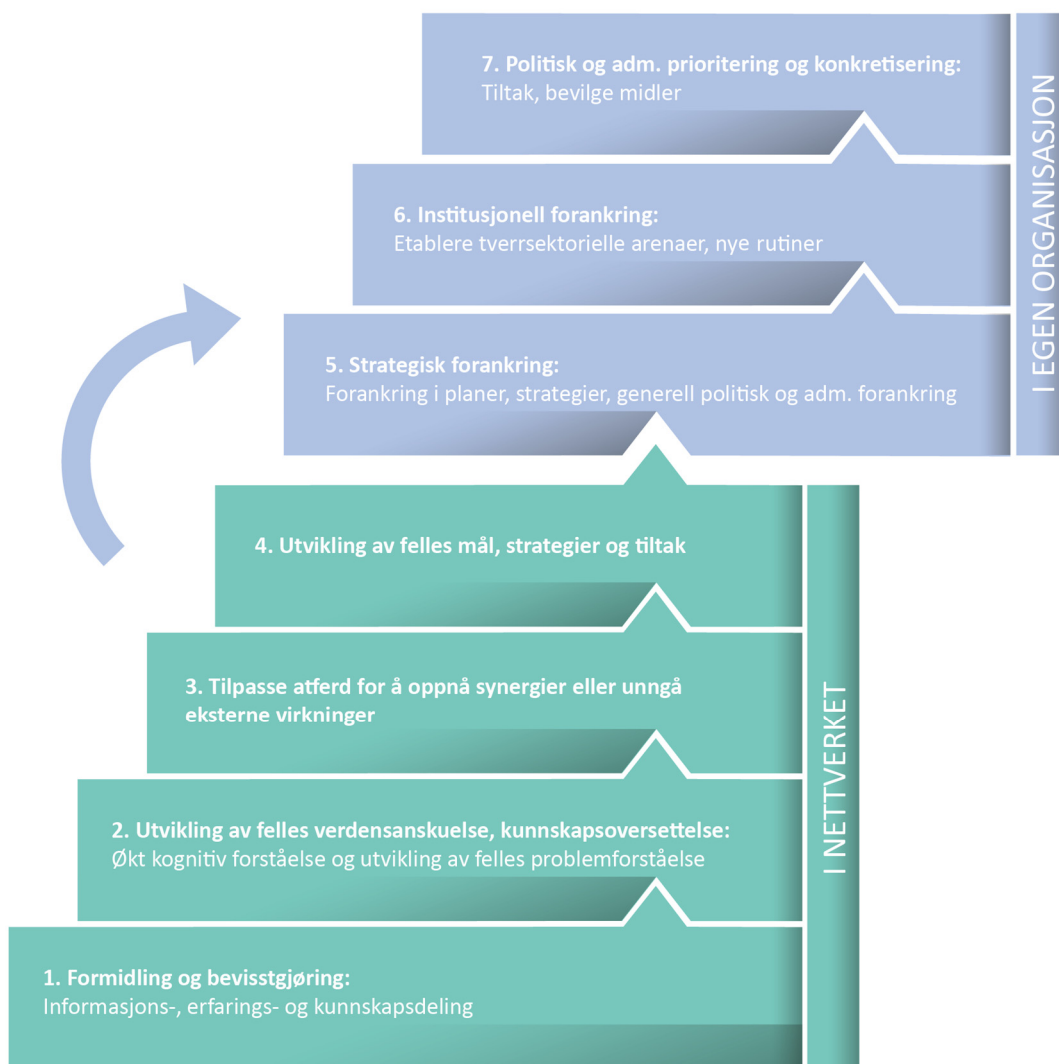 7. Politisk og adm. prioritering og konkretisering:
Tiltak, bevilge midler
6. Institusjonell forankring:
Etablere tverrsektorielle arenaer, nye rutiner
5. Strategisk forankring:
Forankring i planer, strategier, generell politisk og adm. forankring
I EGEN ORGANISASJON
4. Utvikling av felles mål, strategier og tiltak
3. Tilpasse atferd for å oppnå synergier eller unngå
eksterne virkninger
2. Utvikling av felles verdensanskuelse, kunnskapsoversettelse:
Økt kognitiv forståelse og utvikling av felles problemforståelse
1. Formidling og bevisstgjøring:
Informasjons-, erfarings- og kunnskapsdeling
I NETTVERKET